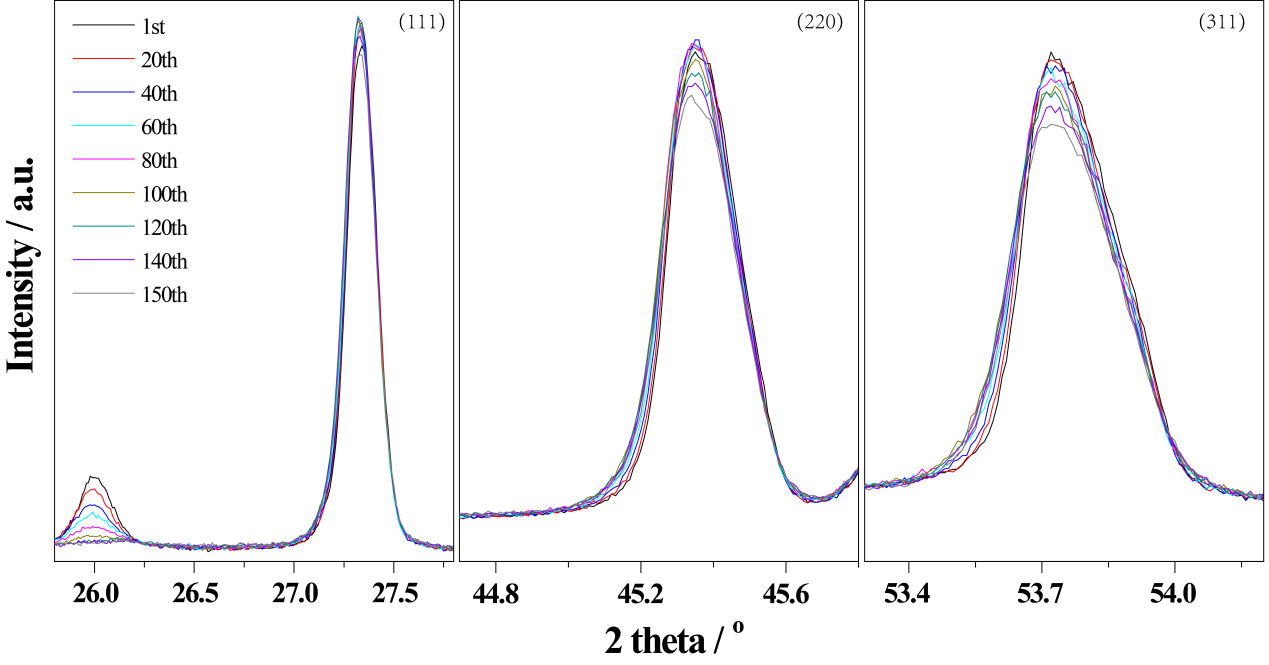 (111)
(220)
(311)
1st
20th
40th
60th
80th
100th
120th
140th
150th
Intensity / a.u.
26.0 26.5 27.0 27.5 44.8 45.2 45.6 53.4 53.7 54.0
2 theta / °